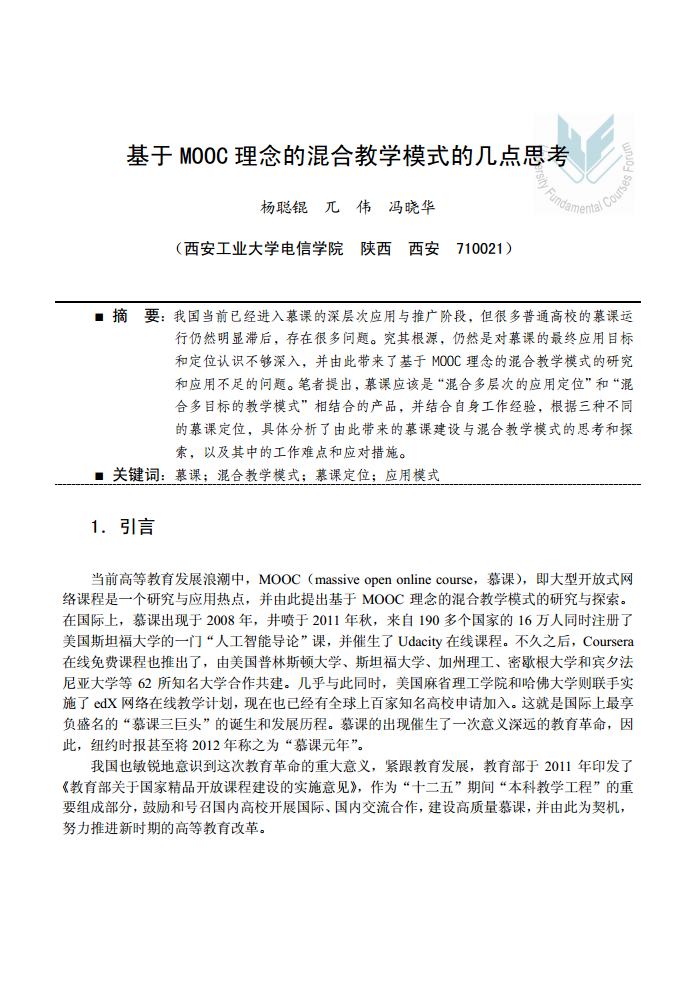 基于 MOOC 理念的混合教学模式的几点思考
杨聪锟 兀 伟 冯晓华
（西安工业大学电信学院 陕西 西安 710021）
University Fundamental Courses Forum
■ 摘 要：我国当前已经进入慕课的深层次应用与推广阶段，但很多普通高校的慕课运
行仍然明显滞后，存在很多问题。究其根源，仍然是对慕课的最终应用目标
和定位认识不够深入，并由此带来了基于 MOOC 理念的混合教学模式的研究
和应用不足的问题。笔者提出，慕课应该是“混合多层次的应用定位”和“混
合多目标的教学模式”相结合的产品，并结合自身工作经验，根据三种不同
的慕课定位，具体分析了由此带来的慕课建设与混合教学模式的思考和探
索，以及其中的工作难点和应对措施。
■ 关键词：慕课；混合教学模式；慕课定位；应用模式
1．引言
当前高等教育发展浪潮中，MOOC（massive open online course，慕课），即大型开放式网
络课程是一个研究与应用热点，并由此提出基于 MOOC 理念的混合教学模式的研究与探索。
在国际上，慕课出现于 2008 年，井喷于 2011 年秋，来自 190 多个国家的 16 万人同时注册了
美国斯坦福大学的一门“人工智能导论”课，并催生了 Udacity 在线课程。不久之后，Coursera
在线免费课程也推出了，由美国普林斯顿大学、斯坦福大学、加州理工、密歇根大学和宾夕法
尼亚大学等 62 所知名大学合作共建。几乎与此同时，美国麻省理工学院和哈佛大学则联手实
施了 edX 网络在线教学计划，现在也已经有全球上百家知名高校申请加入。这就是国际上最享
负盛名的“慕课三巨头”的诞生和发展历程。慕课的出现催生了一次意义深远的教育革命，因
此，纽约时报甚至将 2012 年称之为“慕课元年”。
我国也敏锐地意识到这次教育革命的重大意义，紧跟教育发展，教育部于 2011 年印发了
《教育部关于国家精品开放课程建设的实施意见》，作为“十二五”期间“本科教学工程”的重
要组成部分，鼓励和号召国内高校开展国际、国内交流合作，建设高质量慕课，并由此为契机，
努力推进新时期的高等教育改革。